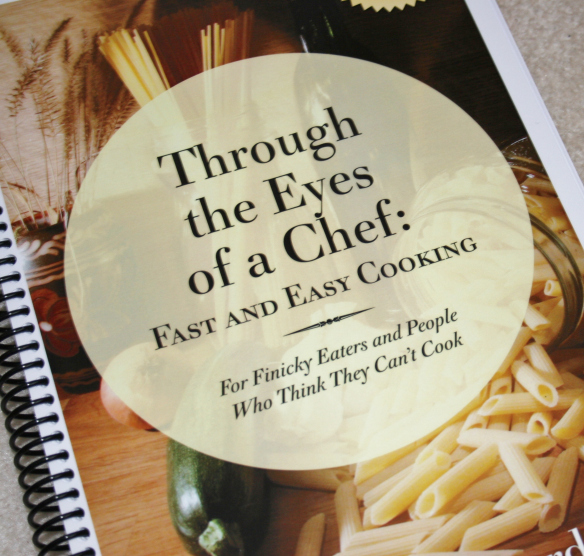 Through
the Eyes
of a Chef:
FAST AND EASY COOKING
For Finicky Eaters and People
Who Think They Can't Cook